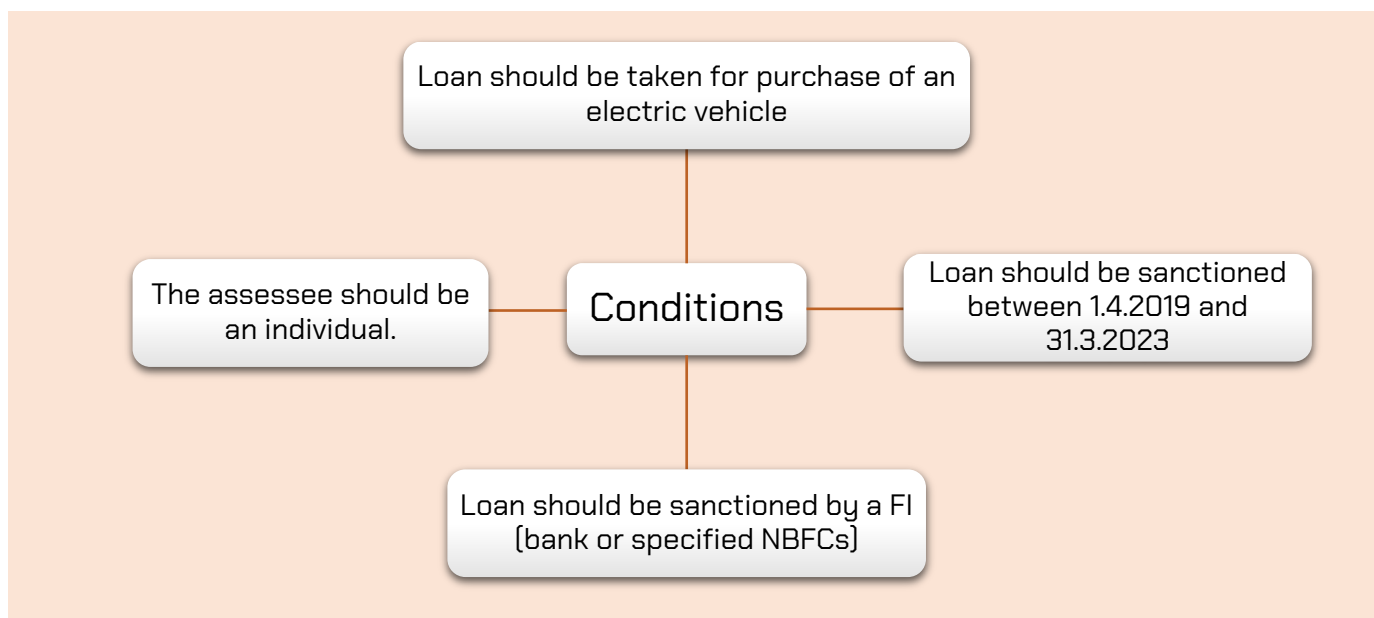 Loan should be taken for purchase of an
electric vehicle
The assessee should be
an individual.
Conditions
Loan should be sanctioned
between 1.4.2019 and
31.3.2023
Loan should be sanctioned by a FI
(bank or specified NBFCs)